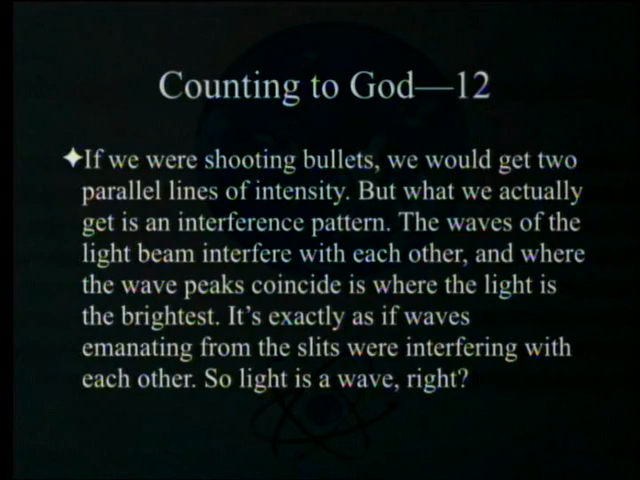 Counting to God—12
✦If we were shooting bullets, we would get two
parallel lines of intensity. But what we actually
get is an interference pattern. The waves of the
light beam interfere with each other, and where
the wave peaks coincide is where the light is
the brightest. It’s exactly as if waves
emanating from the slits were interfering with
each other. So light is a wave, right?